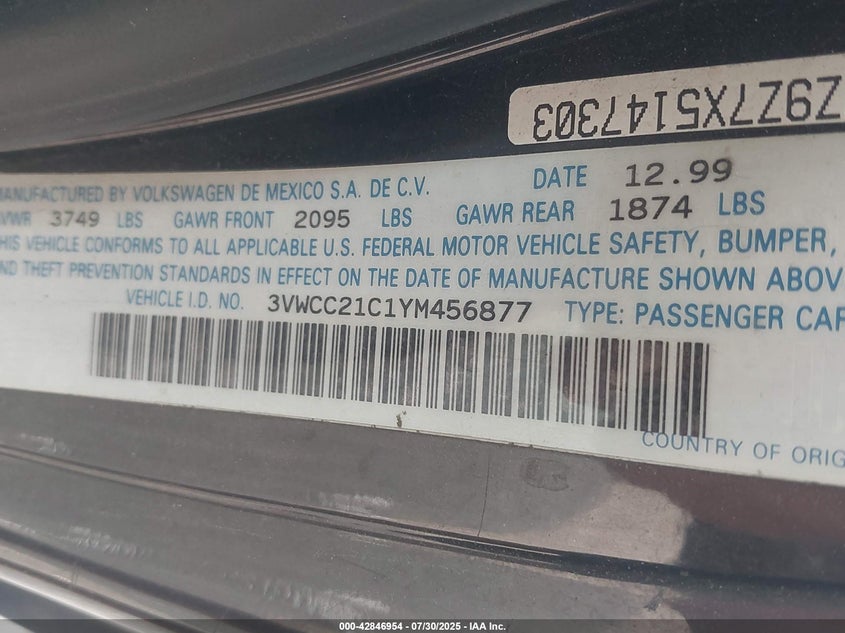 Z9Z7X5147303
MANUFACTURED BY VOLKSWAGEN DE MEXICO S.A. DE C.V. DATE 12.99
VWR 3749 LBS GAWR FRONT 2095 LBS GAWR REAR 1874 LBS
HIS VEHICLE CONFORMS TO ALL APPLICABLE U.S. FEDERAL MOTOR VEHICLE SAFETY, BUMPER,
ND THEFT PREVENTION STANDARDS IN EFFECT ON THE DATE OF MANUFACTURE SHOWN ABOV
VEHICLE I.D. NO. 3VWCC21C1YM456877 TYPE: PASSENGER CAR
COUNTRY OF ORIG
000-42846954 - 07/30/2025 - IAA Inc.